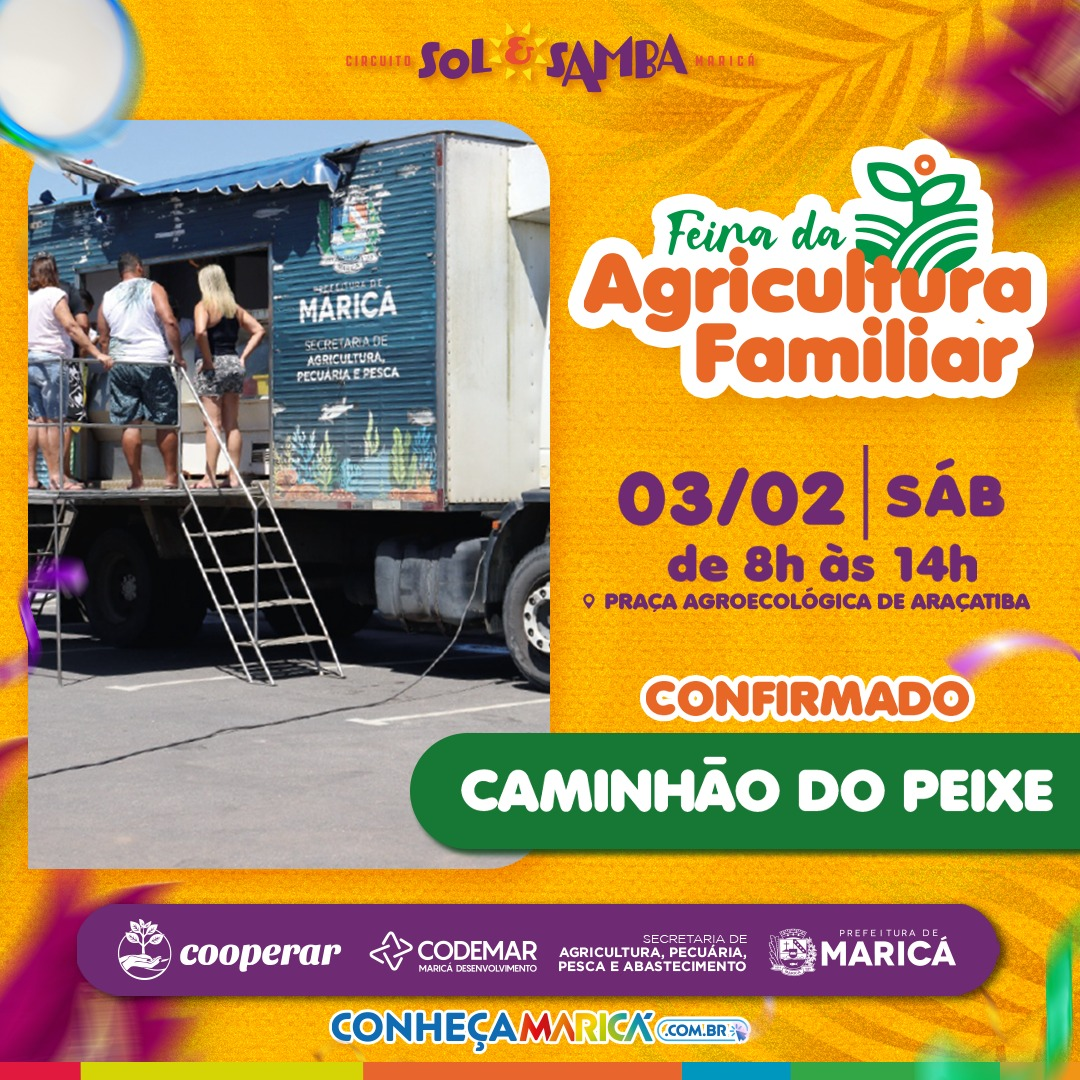 CIRCUITO SOL & SAMBA MARICÁ
Feira da
Agricultura
Familiar
PREFEITURA DE
MARICÁ
SECRETARIA DE
AGRICULTURA,
PECUÁRIA E PESCA
03/02 | SÁB
de 8h às 14h
PRAÇA AGROECOLÓGICA DE ARAÇATIBA
CONFIRMADO
CAMINHÃO DO PEIXE
cooperar
CODEMAR
MARICÁ DESENVOLVIMENTO
SECRETARIA DE
AGRICULTURA, PECUÁRIA,
PESCA E ABASTECIMENTO
PREFEITURA DE
MARICÁ
CONHEÇAMARICÁ.COM.BR